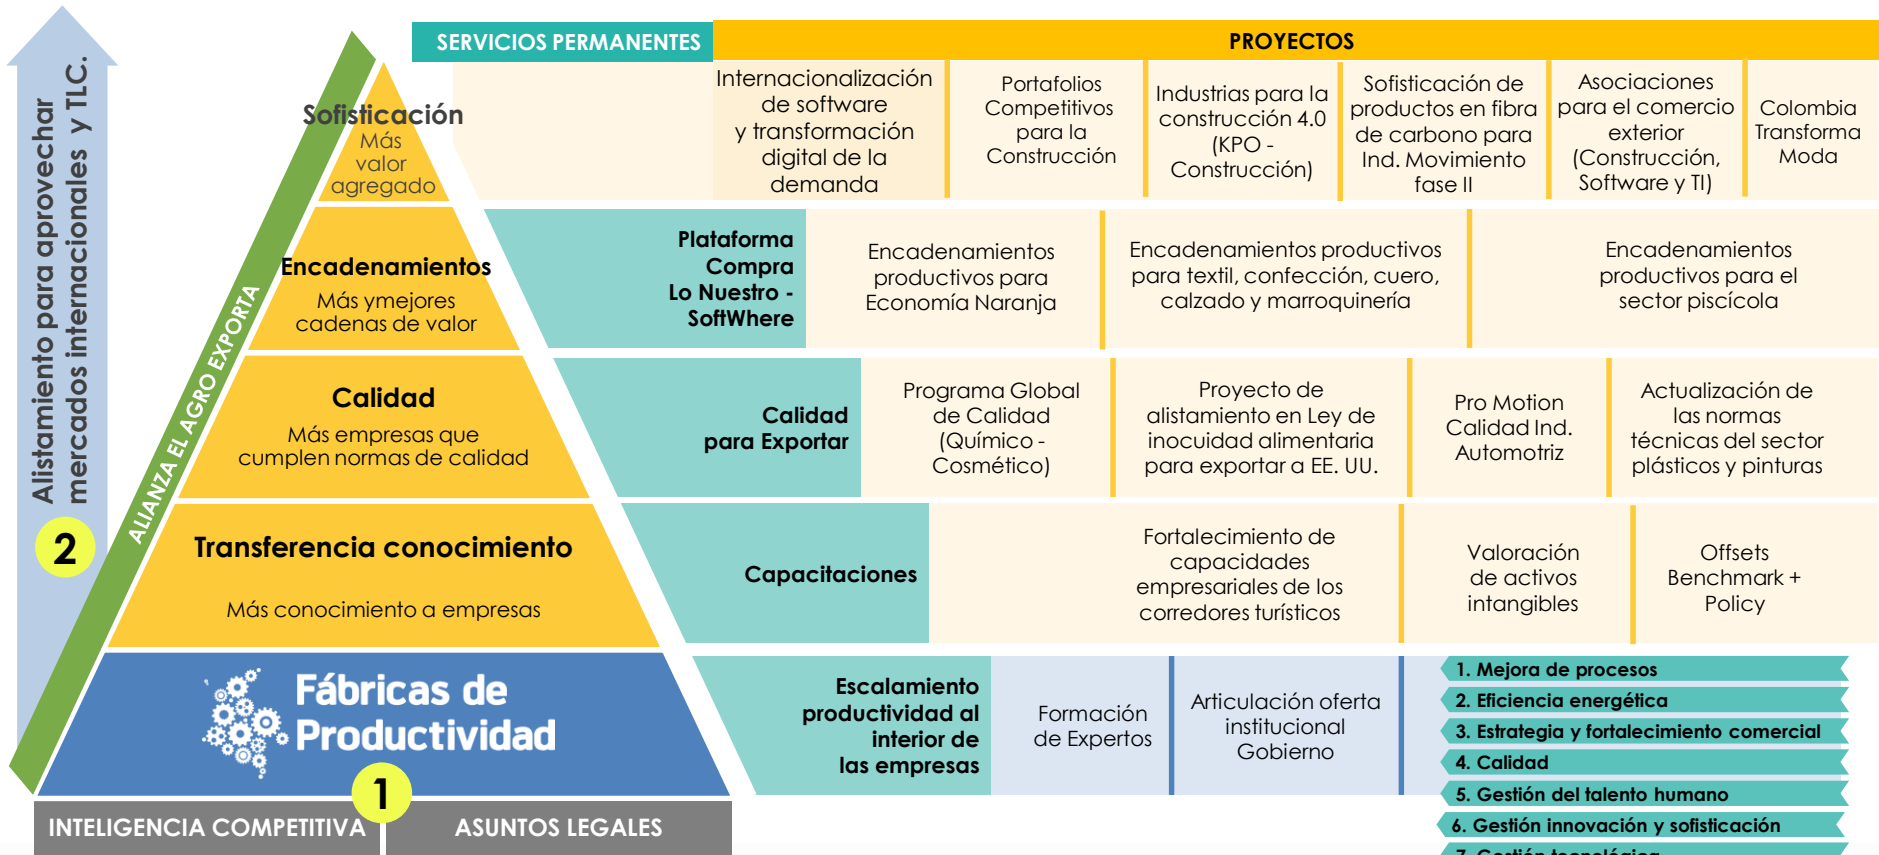 Alistamiento para aprovechar
mercados internacionales y TLC.
2
ALIANZA EL AGRO EXPORTA
SERVICIOS PERMANENTES
PROYECTOS
Sofisticación
Más
valor
agregado
Internacionalización
de software
y transformación
digital de la
demanda
Portafolios
Competitivos
para la
Construcción
Industrias para la
construcción 4.0
(KPO -
Construcción)
Sofisticación de
productos en fibra
de carbono para
Ind. Movimiento
fase II
Asociaciones
para el comercio
exterior
(Construcción,
Software y TI)
Colombia
Transforma
Moda
Encadenamientos
Más ymejores
cadenas de valor
Plataforma
Compra
Lo Nuestro -
SoftWhere
Encadenamientos
productivos para
Economía Naranja
Encadenamientos productivos
para textil, confección, cuero,
calzado y marroquinería
Encadenamientos
productivos para el
sector piscícola
Calidad
Más empresas que
cumplen normas de calidad
Calidad
para Exportar
Programa Global
de Calidad
(Químico -
Cosmético)
Proyecto de
alistamiento en Ley de
inocuidad alimentaria
para exportar a EE. UU.
Pro Motion
Calidad Ind.
Automotriz
Actualización de
las normas
técnicas del sector
plásticos y pinturas
Transferencia conocimiento
Más conocimiento a empresas
Capacitaciones
Fortalecimiento de
capacidades
empresariales de los
corredores turísticos
Valoración
de activos
intangibles
Offsets
Benchmark +
Policy
Fábricas de
Productividad
Escalamiento
productividad al
interior de
las empresas
Formación
de Expertos
Articulación oferta
institucional
Gobierno
1. Mejora de procesos
2. Eficiencia energética
3. Estrategia y fortalecimiento comercial
4. Calidad
5. Gestión del talento humano
6. Gestión innovación y sofisticación
7. Gestión tecnológica
1
INTELIGENCIA COMPETITIVA
ASUNTOS LEGALES